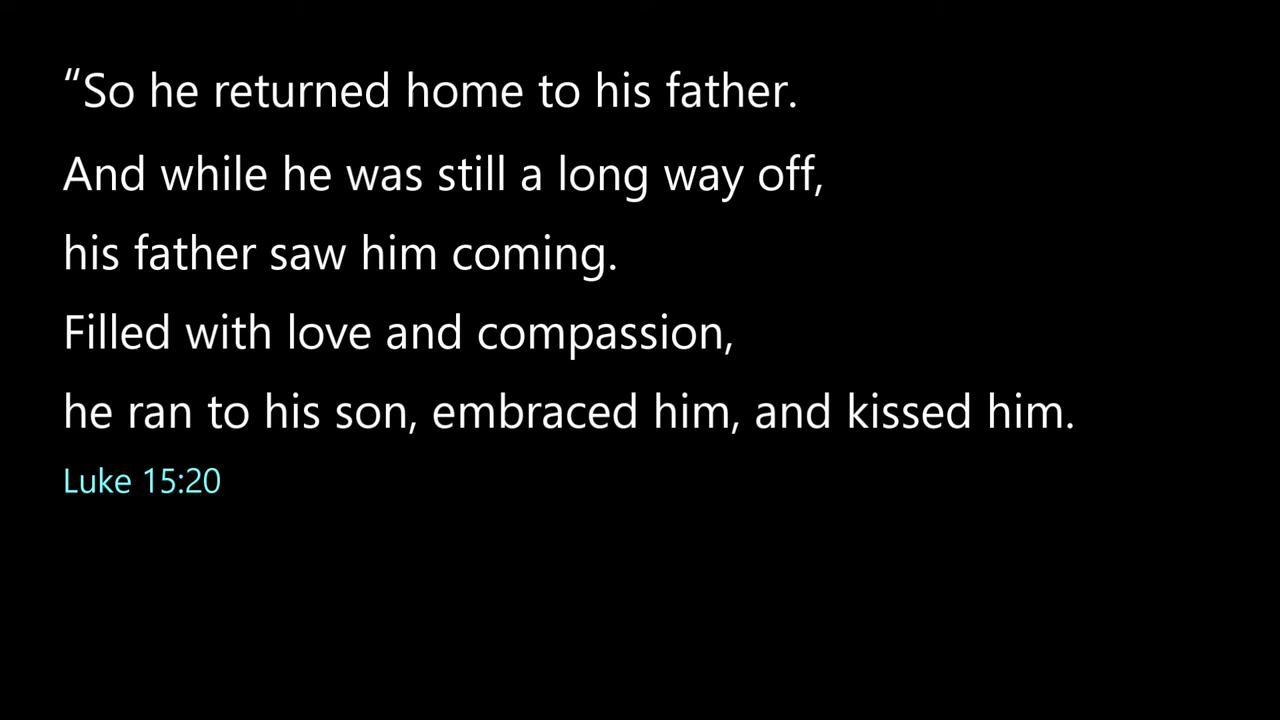 “So he returned home to his father.
And while he was still a long way off,
his father saw him coming.
Filled with love and compassion,
he ran to his son, embraced him, and kissed him.
Luke 15:20